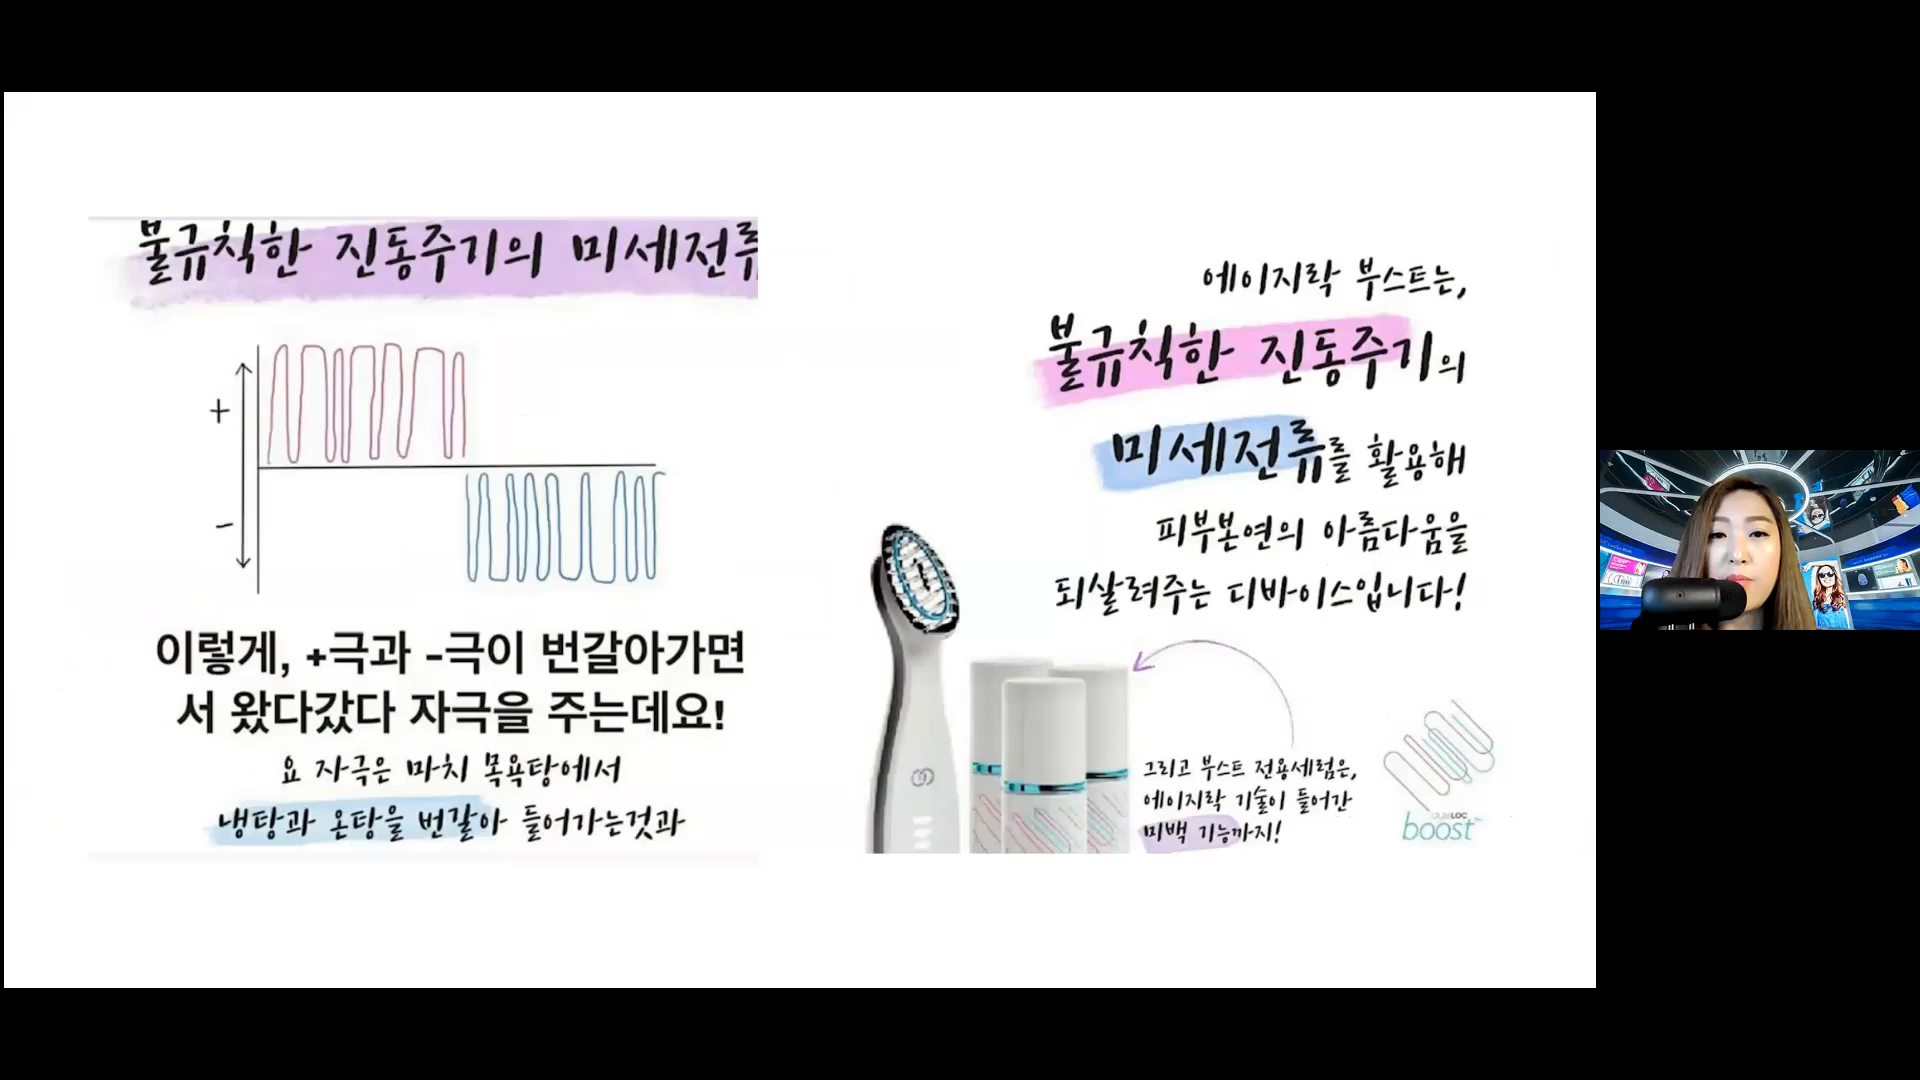 불규칙한 진동주기의 미세전류
+
-
이렇게, +극과 -극이 번갈아가면
서 왔다갔다 자극을 주는데요!
요 자극은 마치 목욕탕에서
냉탕과 온탕을 번갈아 들어가는것과
에이지락 부스트는,
불규칙한 진동주기의
미세전류를 활용해
피부본연의 아름다움을
되살려주는 디바이스입니다!
그리고 부스트 전용세럼은,
에이지락 기술이 들어간
미백 기능까지!
boost